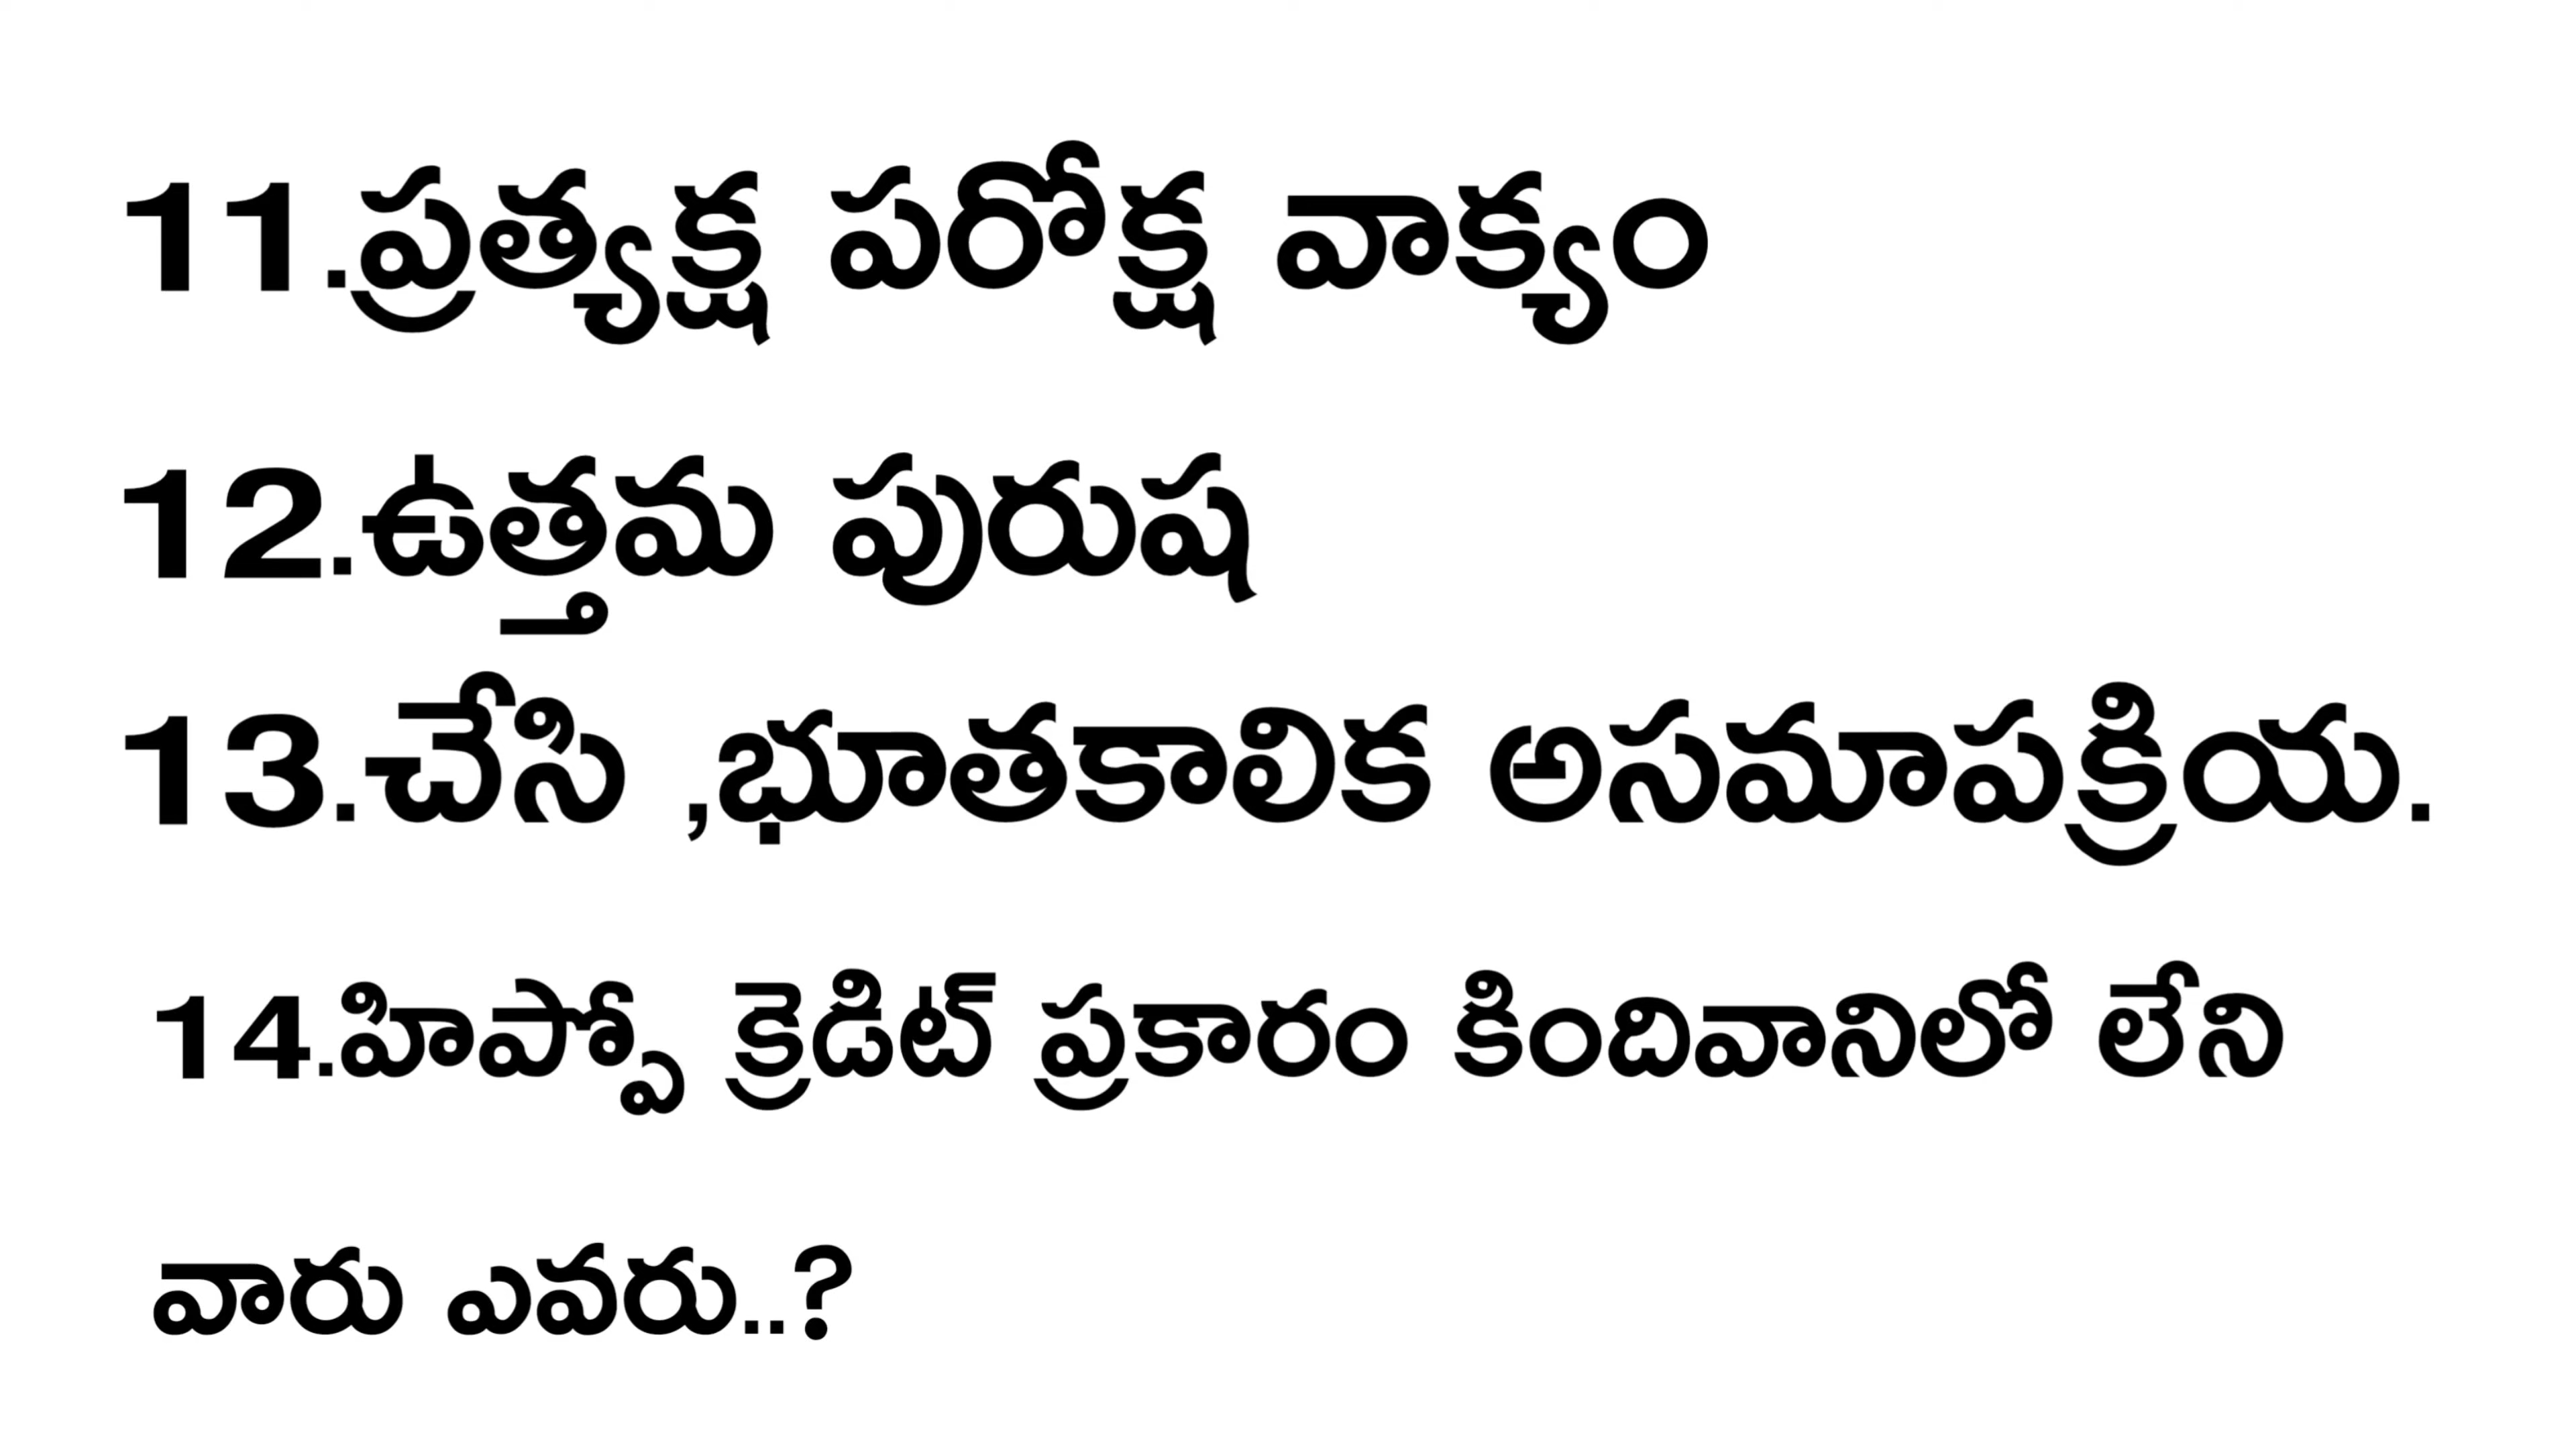 11.ప్రత్యక్ష పరోక్ష వాక్యం
12.ఉత్తమ పురుష
13.చేసి ,భూతకాలిక అసమాపక్రియ.
14.హిప్పో క్రెడిట్ ప్రకారం కిందివానిలో లేని
వారు ఎవరు..?